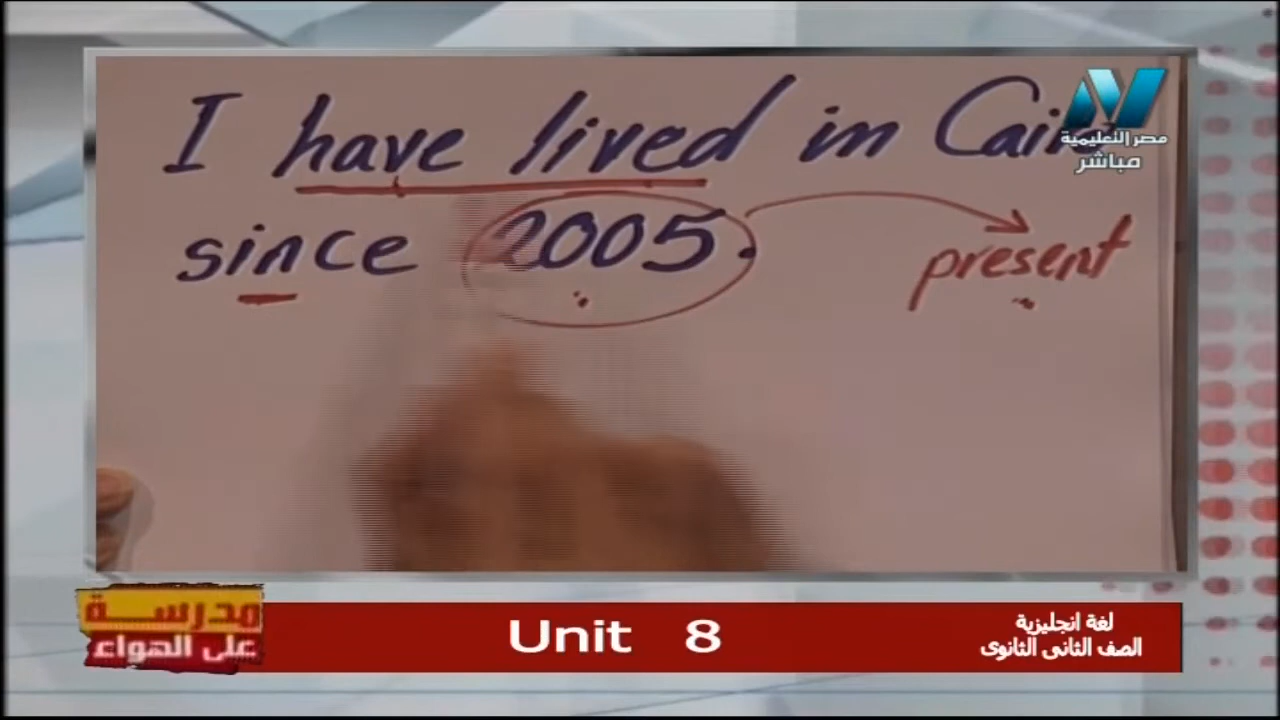 I have lived in Cairo
since 2005.
present
مصر التعليمية
مباشر
مدرسة
على الهواء
Unit 8
لغة انجليزية
الصف الثانى الثانوى